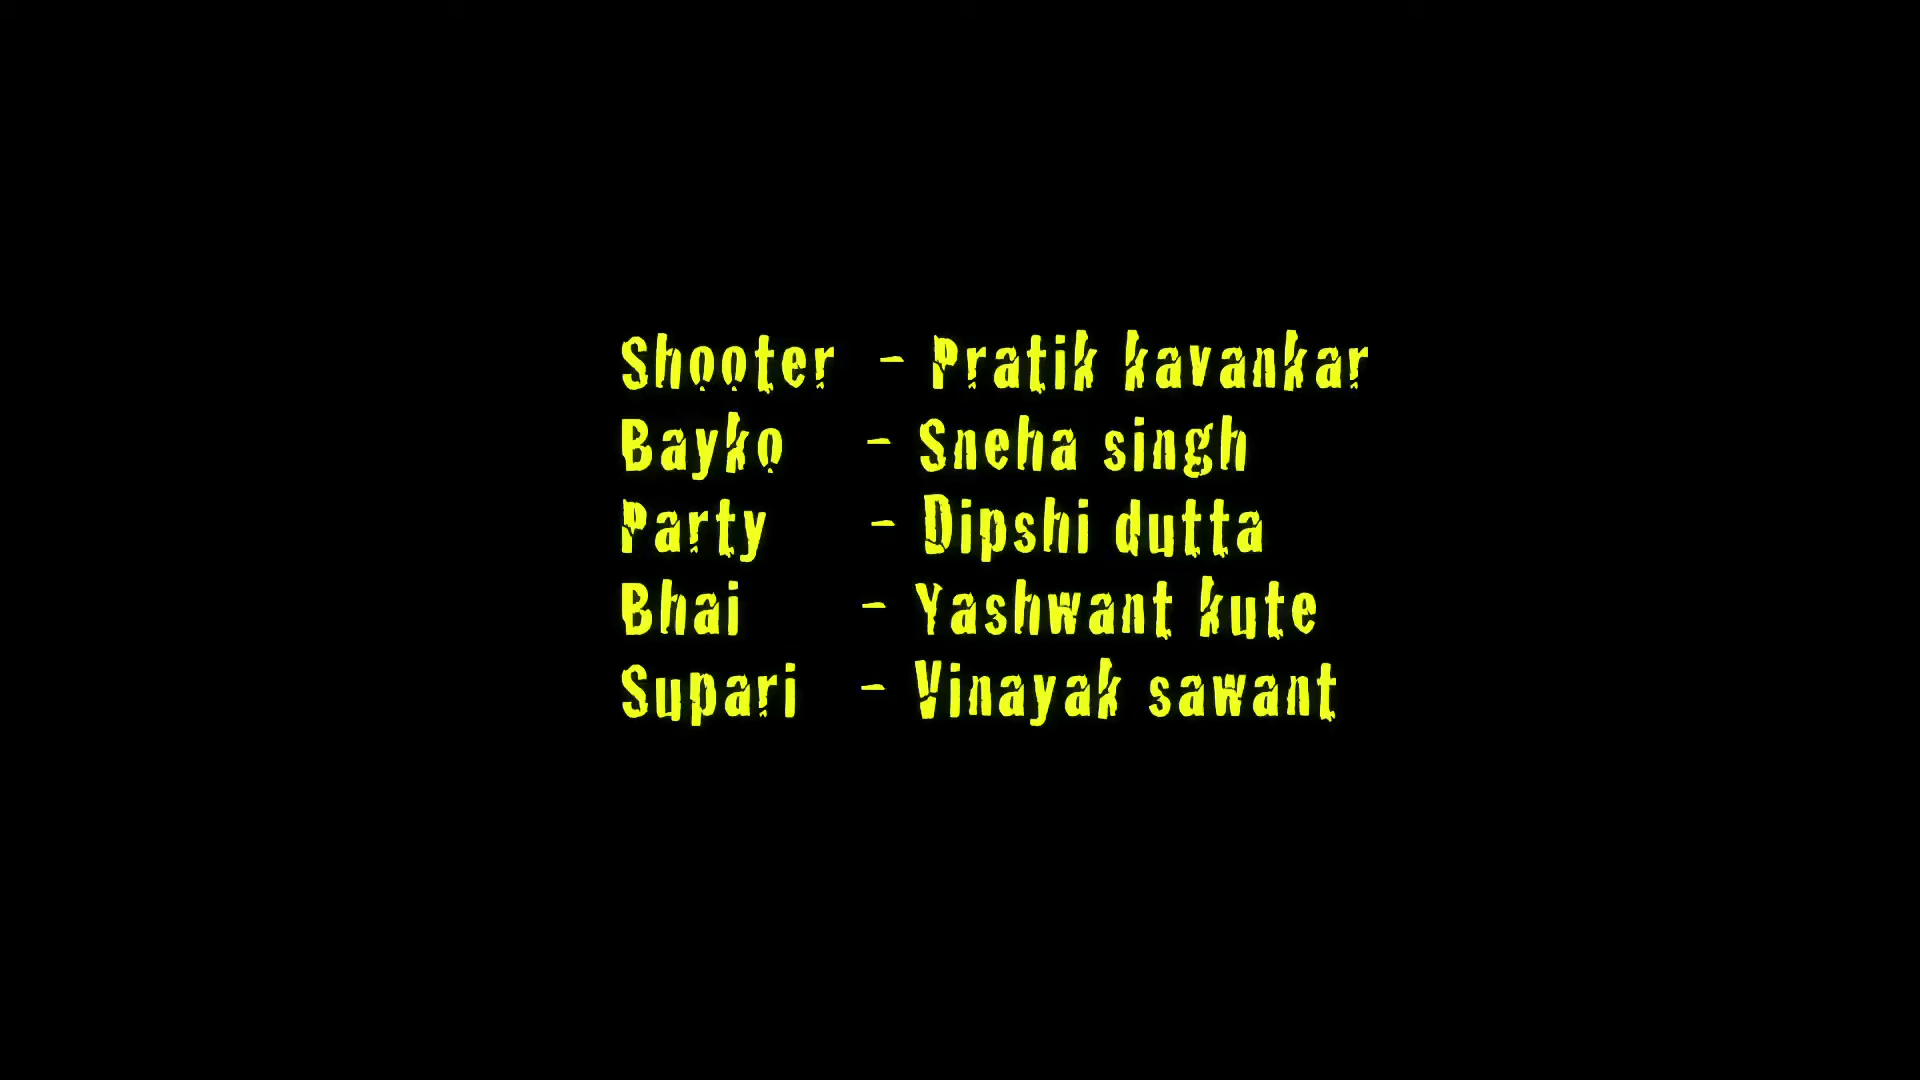 Shooter - Pratik kavankar
Bayko - Sneha singh
Party - Dipshi dutta
Bhai - Yashwant kute
Supari - Vinayak sawant